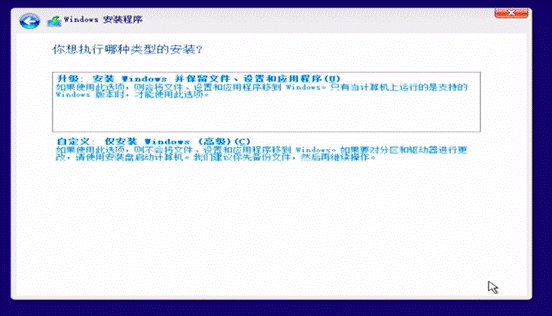 Windows 安装程序
你想执行哪种类型的安装?
升级: 安装 Windows 并保留文件、设置和应用程序(U)
如果使用此选项，则会将文件、设置和应用程序移到 Windows。只有当计算机上运行的是支持的
Windows 版本时，才能使用此选项。
自定义: 仅安装 Windows (高级)(C)
如果使用此选项，则不会将文件、设置和应用程序移到 Windows。如果要对分区和驱动器进行更
改，请使用安装盘启动计算机。我们建议你先备份文件，然后再继续操作。